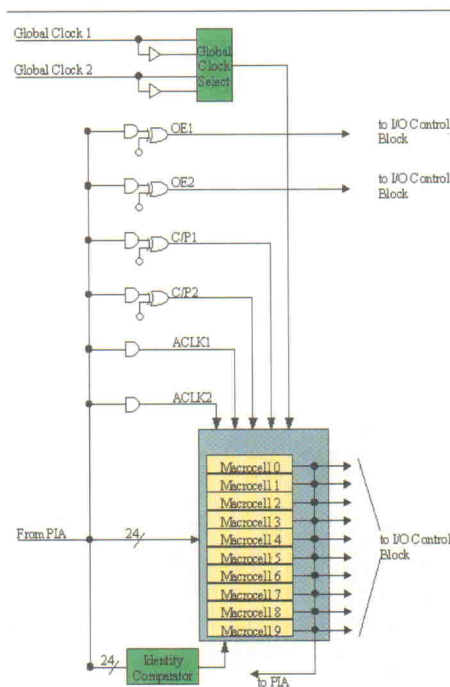 Global Clock 1
Global Clock 2
Global
Clock
Select
OE1
to I/O Control
Block
OE2
to I/O Control
Block
C/P1
C/P2
ACLK1
ACLK2
Macrocell 0
Macrocell 1
Macrocell 2
Macrocell 3
Macrocell 4
Macrocell 5
Macrocell 6
Macrocell 7
Macrocell 8
Macrocell 9
From PIA
24
to I/O Control
Block
24
Identity
Comparator
to PIA